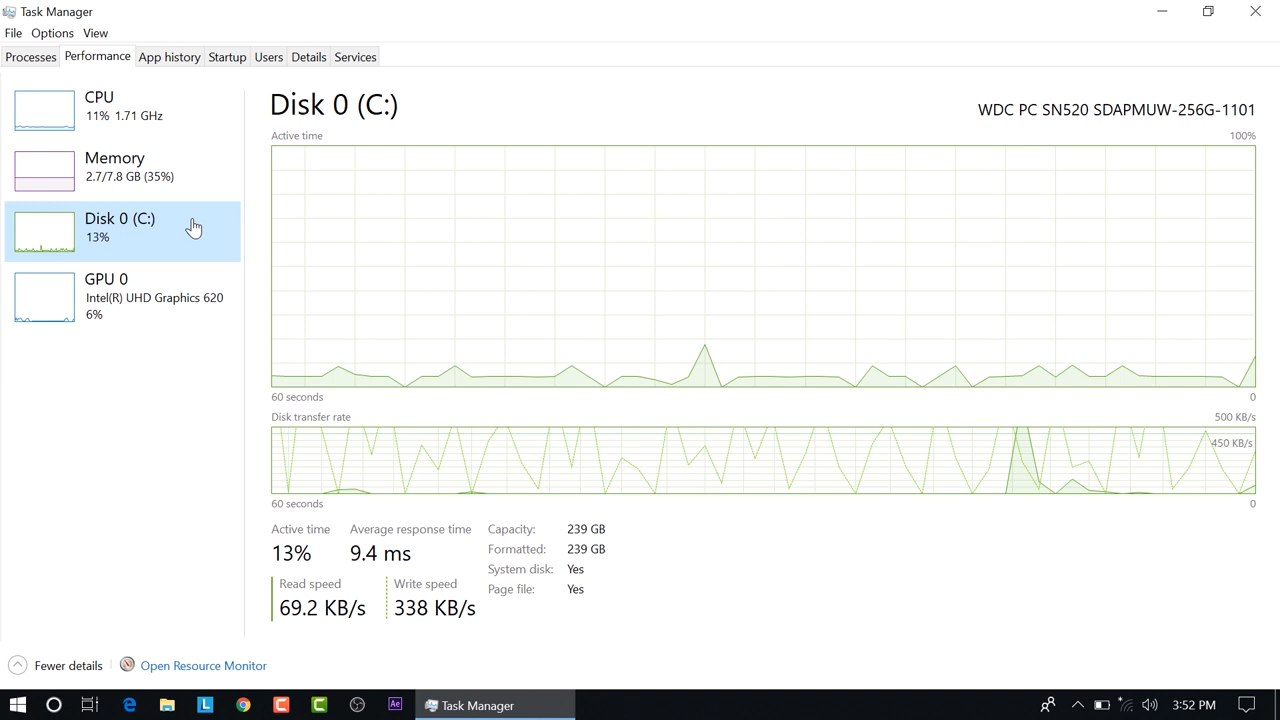 Task Manager
File Options View
Processes Performance App history Startup Users Details Services
CPU
11% 1.71 GHz
Memory
2.7/7.8 GB (35%)
Disk 0 (C:)
13%
GPU 0
Intel(R) UHD Graphics 620
6%
Disk 0 (C:)
WDC PC SN520 SDAPMUW-256G-1101
Active time 100%
60 seconds 0
Disk transfer rate 500 KB/s
450 KB/s
60 seconds 0
Active time
13%
Average response time
9.4 ms
Read speed
69.2 KB/s
Write speed
338 KB/s
Capacity: 239 GB
Formatted: 239 GB
System disk: Yes
Page file: Yes
Fewer details Open Resource Monitor
e L C C Ae Task Manager 3:52 PM